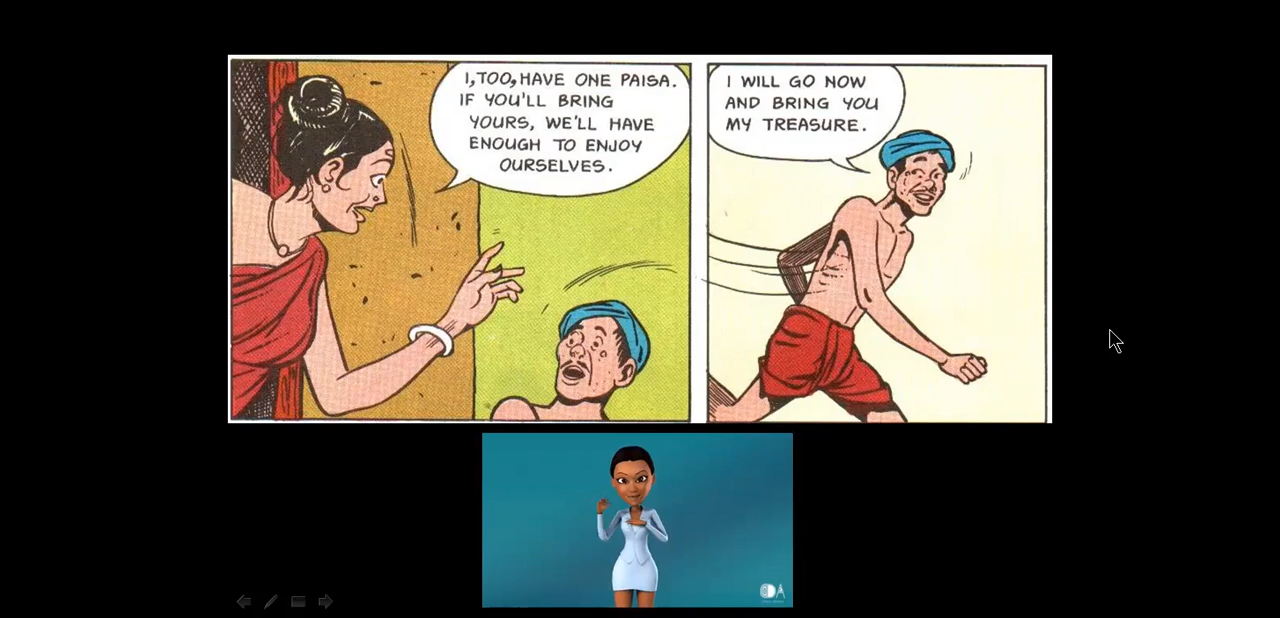 I, TOO, HAVE ONE PAISA.
IF YOU'LL BRING
YOURS, WE'LL HAVE
ENOUGH TO ENJOY
OURSELVES.
I WILL GO NOW
AND BRING YOU
MY TREASURE.